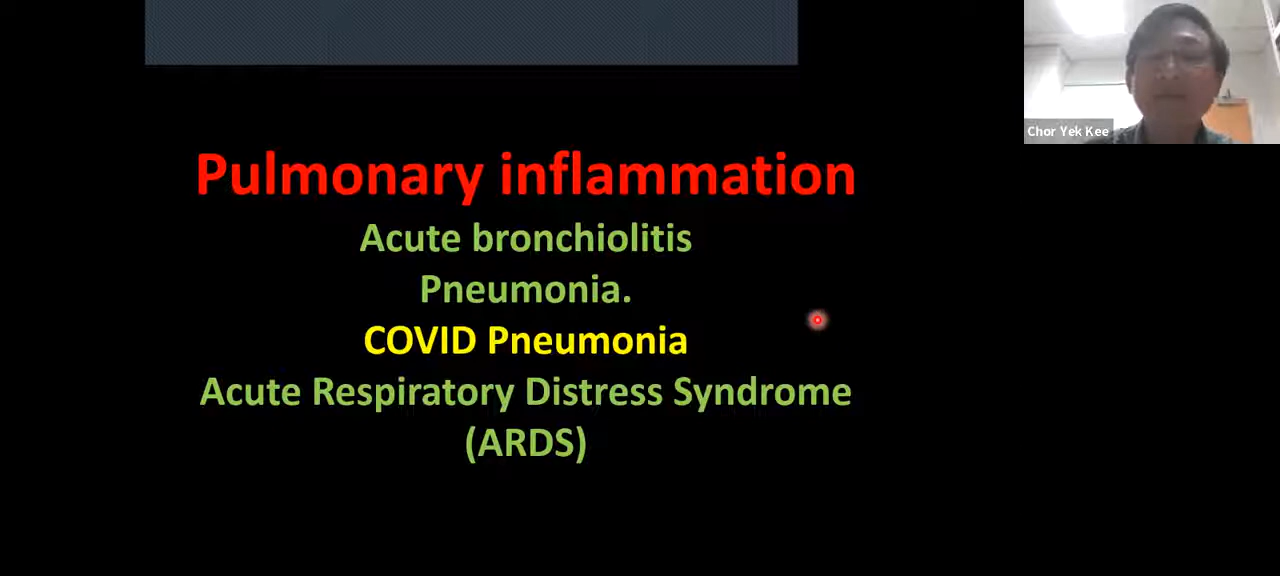 Chor Yek Kee
Pulmonary inflammation
Acute bronchiolitis
Pneumonia.
COVID Pneumonia
Acute Respiratory Distress Syndrome
(ARDS)